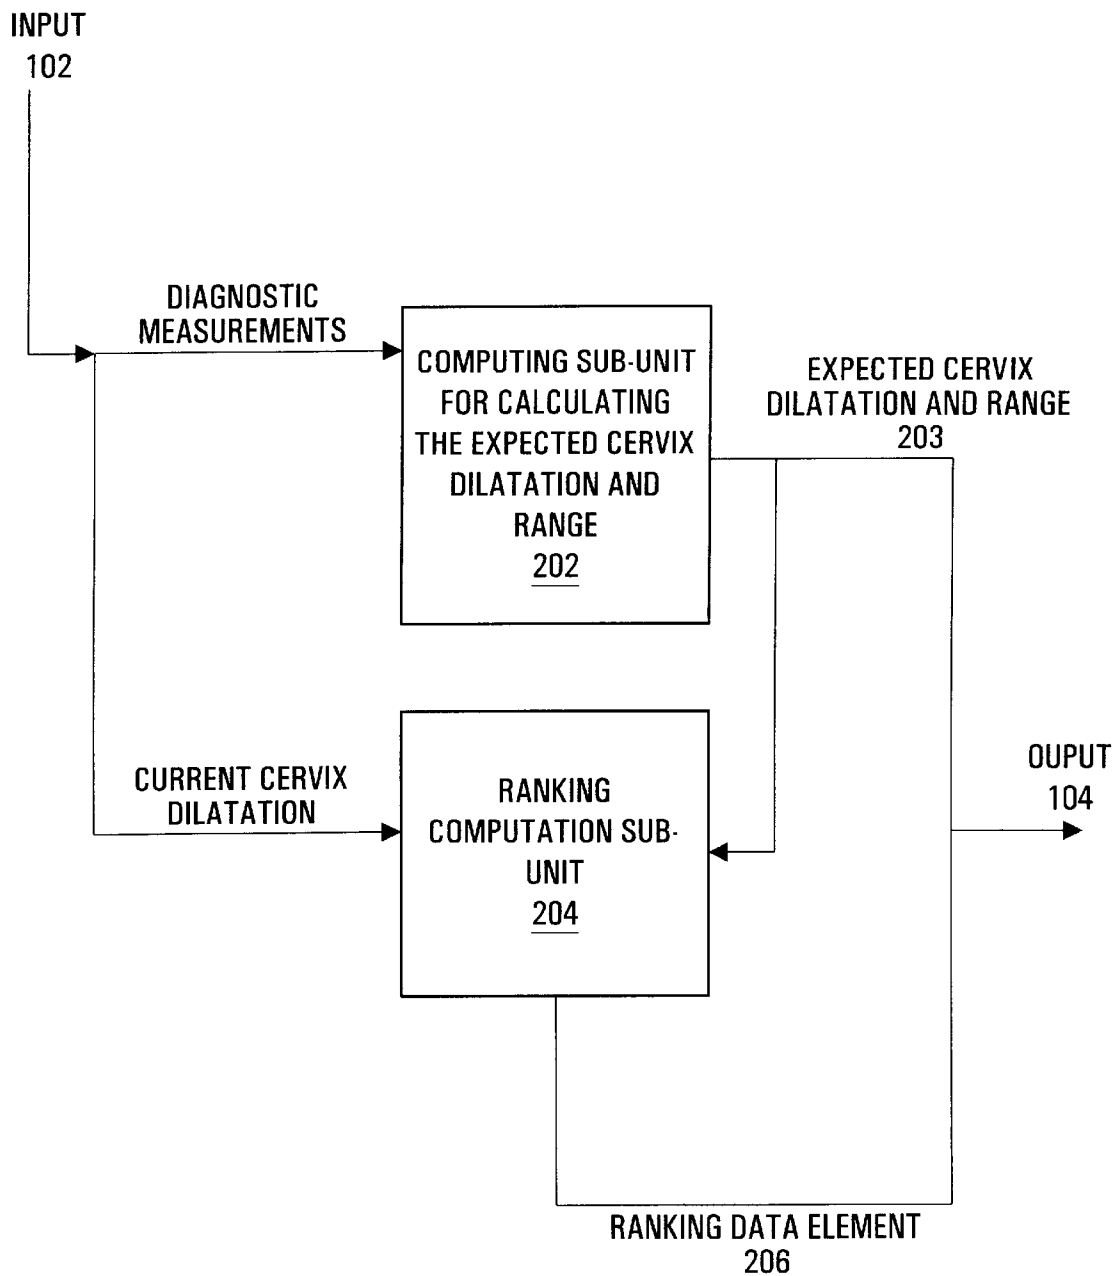 INPUT
102
DIAGNOSTIC
MEASUREMENTS
COMPUTING SUB-UNIT
FOR CALCULATING
THE EXPECTED CERVIX
DILATATION AND
RANGE
202
EXPECTED CERVIX
DILATATION AND RANGE
203
CURRENT CERVIX
DILATATION
RANKING
COMPUTATION SUB-
UNIT
204
OUPUT
104
RANKING DATA ELEMENT
206